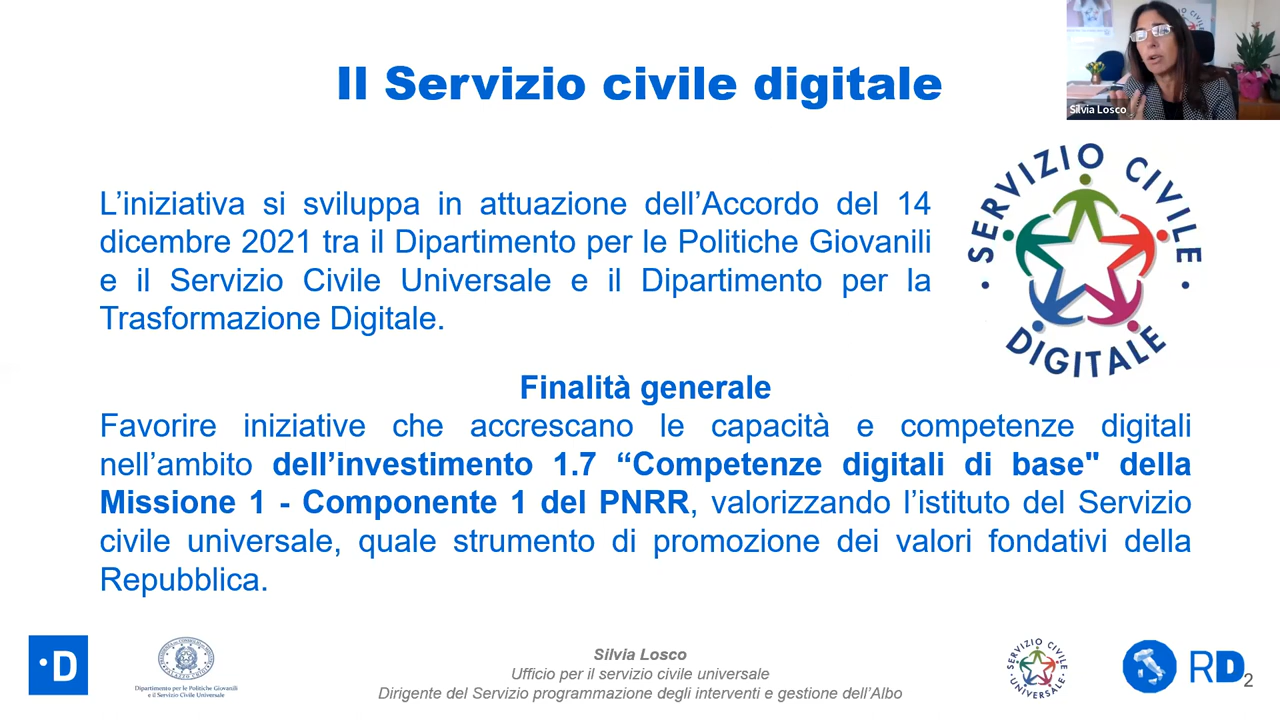 Il Servizio civile digitale
Silvia Losco
L’iniziativa si sviluppa in attuazione dell’Accordo del 14
dicembre 2021 tra il Dipartimento per le Politiche Giovanili
e il Servizio Civile Universale e il Dipartimento per la
Trasformazione Digitale.
SERVIZIO CIVILE
DIGITALE
Finalità generale
Favorire iniziative che accrescano le capacità e competenze digitali
nell’ambito dell’investimento 1.7 “Competenze digitali di base" della
Missione 1 - Componente 1 del PNRR, valorizzando l’istituto del Servizio
civile universale, quale strumento di promozione dei valori fondativi della
Repubblica.
D
Dipartimento per le Politiche Giovanili
e il Servizio Civile Universale
Silvia Losco
Ufficio per il servizio civile universale
Dirigente del Servizio programmazione degli interventi e gestione dell’Albo
SERVIZIO CIVILE
UNIVERSALE
RD
2